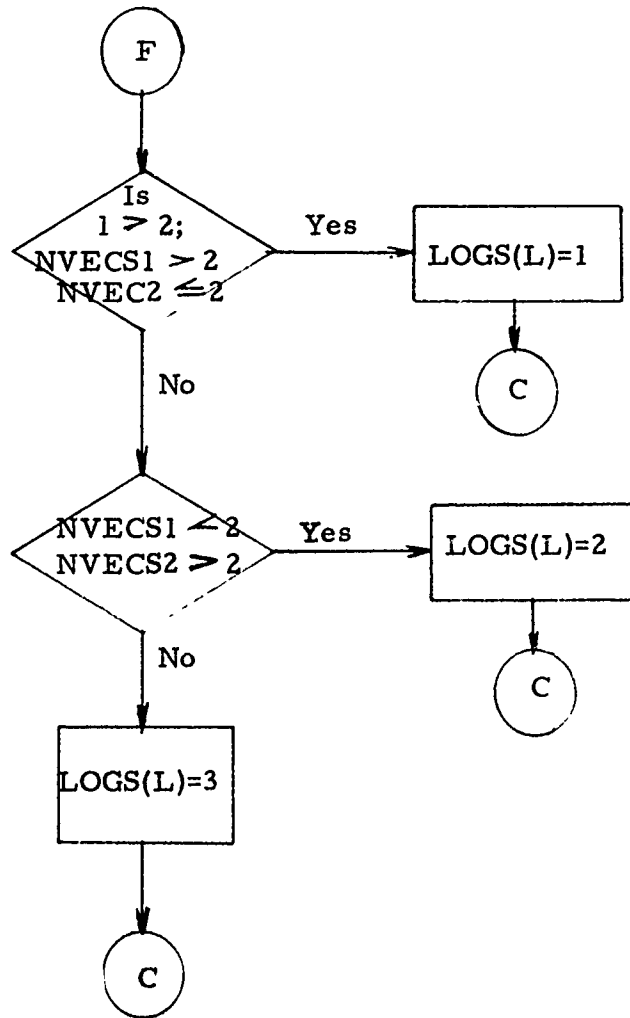 F
Is
1 > 2;
NVECS1 > 2
NVEC2 ≤ 2
Yes
LOGS(L)=1
C
No
NVECS1 < 2
NVECS2 > 2
Yes
LOGS(L)=2
C
No
LOGS(L)=3
C